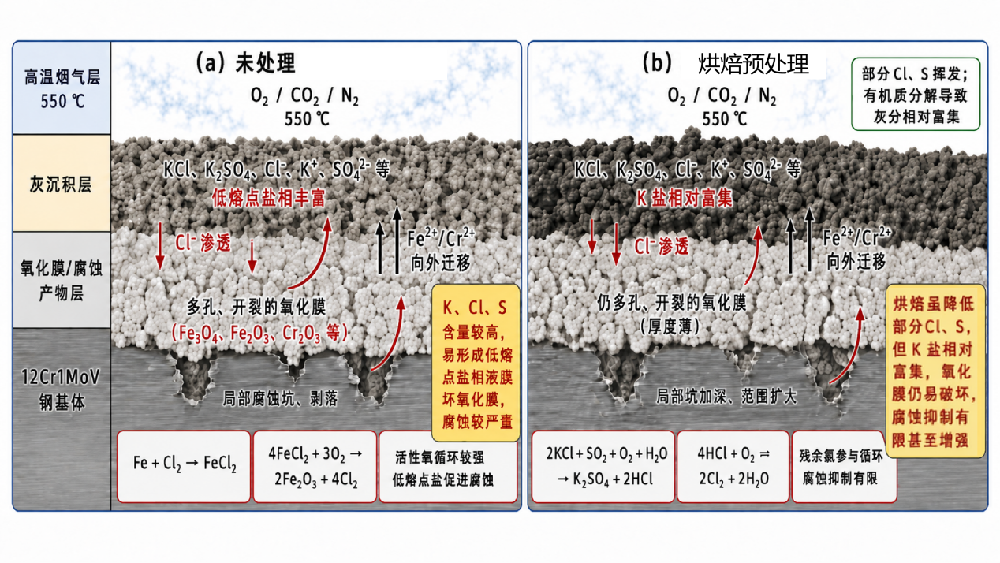 高温烟气层
550 ℃
灰沉积层
氧化膜/腐蚀
产物层
12Cr1MoV
钢基体
(a) 未处理
O₂ / CO₂ / N₂
550 ℃
KCl、K₂SO₄、Cl⁻、K⁺、SO₄²⁻ 等
低熔点盐相丰富
Cl⁻ 渗透
Fe²⁺/Cr²⁺
向外迁移
多孔、开裂的氧化膜
(Fe₃O₄、Fe₂O₃、Cr₂O₃ 等)
局部腐蚀坑、剥落
K、Cl、S
含量较高，
易形成低熔
点盐相液膜
坏氧化膜，
腐蚀较严重
Fe + Cl₂ → FeCl₂
4FeCl₂ + 3O₂ →
2Fe₂O₃ + 4Cl₂
活性氧循环较强
低熔点盐促进腐蚀
(b) 烘焙预处理
O₂ / CO₂ / N₂
550 ℃
部分 Cl、S 挥发；
有机质分解导致
灰分相对富集
KCl、K₂SO₄、Cl⁻、K⁺、SO₄²⁻ 等
K 盐相对富集
Cl⁻ 渗透
Fe²⁺/Cr²⁺
向外迁移
仍多孔、开裂的氧化膜
(厚度薄)
局部坑加深、范围扩大
烘焙虽降低
部分Cl、S，
但 K 盐相对
富集，氧化
膜仍易破坏，
腐蚀抑制有
限甚至增强
2KCl + SO₂ + O₂ + H₂O
→ K₂SO₄ + 2HCl
4HCl + O₂ ⇌
2Cl₂ + 2H₂O
残余氯参与循环
腐蚀抑制有限